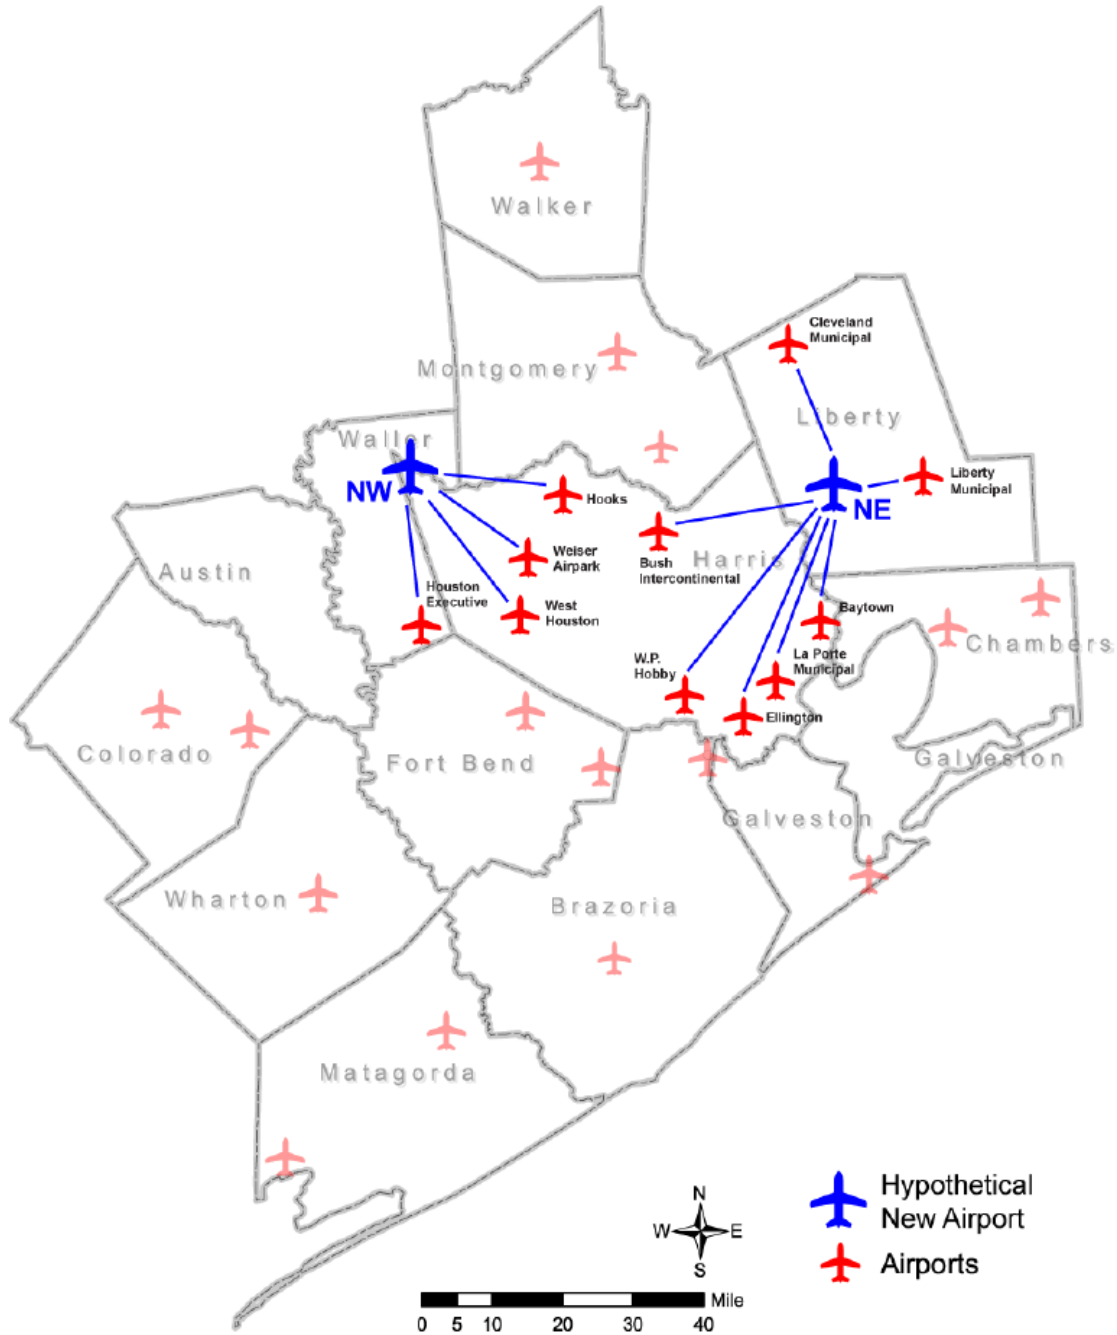 Walker
Cleveland
Municipal
Montgomery
Liberty
Waller
NW
Hooks
Liberty
Municipal
NE
Weiser
Airpark
Bush
Intercontinental
Harris
Austin
Houston
Executive
West
Houston
Baytown
Chambers
W.P.
Hobby
La Porte
Municipal
Ellington
Colorado
Fort Bend
Galveston
Galveston
Wharton
Brazoria
Matagorda
Hypothetical
New Airport
Airports
N
W E
S
Mile
0 5 10 20 30 40